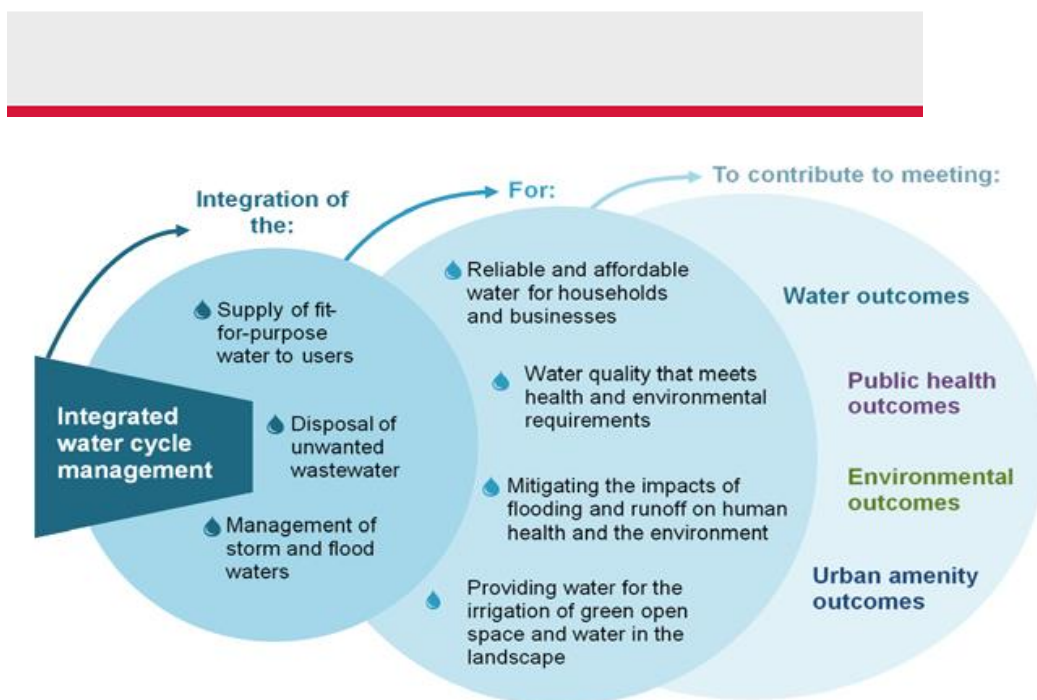 Integrated
water cycle
management
Integration of
the:
Supply of fit-
for-purpose
water to users
Disposal of
unwanted
wastewater
Management of
storm and flood
waters
For:
Reliable and affordable
water for households
and businesses
Water quality that meets
health and environmental
requirements
Mitigating the impacts of
flooding and runoff on human
health and the environment
Providing water for the
irrigation of green open
space and water in the
landscape
To contribute to meeting:
Water outcomes
Public health
outcomes
Environmental
outcomes
Urban amenity
outcomes